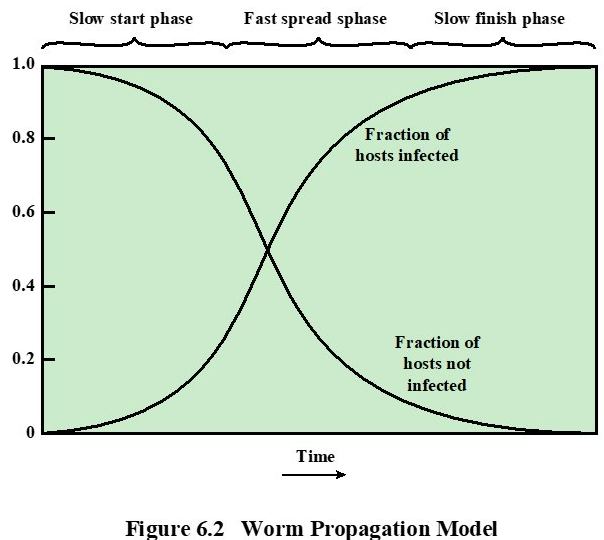 Slow start phase
Fast spread sphase
Slow finish phase
1.0
0.8
0.6
0.4
0.2
0
Fraction of
hosts infected
Fraction of
hosts not
infected
Time
Figure 6.2 Worm Propagation Model